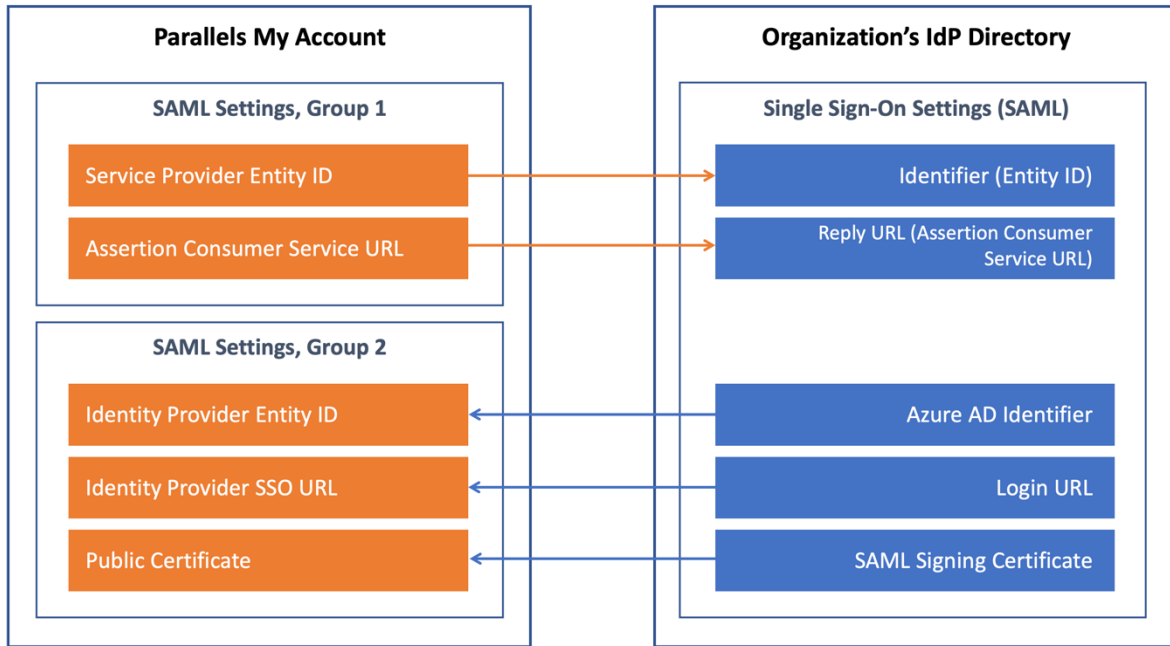 Parallels My Account
SAML Settings, Group 1
Service Provider Entity ID
Assertion Consumer Service URL
SAML Settings, Group 2
Identity Provider Entity ID
Identity Provider SSO URL
Public Certificate
Organization’s IdP Directory
Single Sign-On Settings (SAML)
Identifier (Entity ID)
Reply URL (Assertion Consumer
Service URL)
Azure AD Identifier
Login URL
SAML Signing Certificate